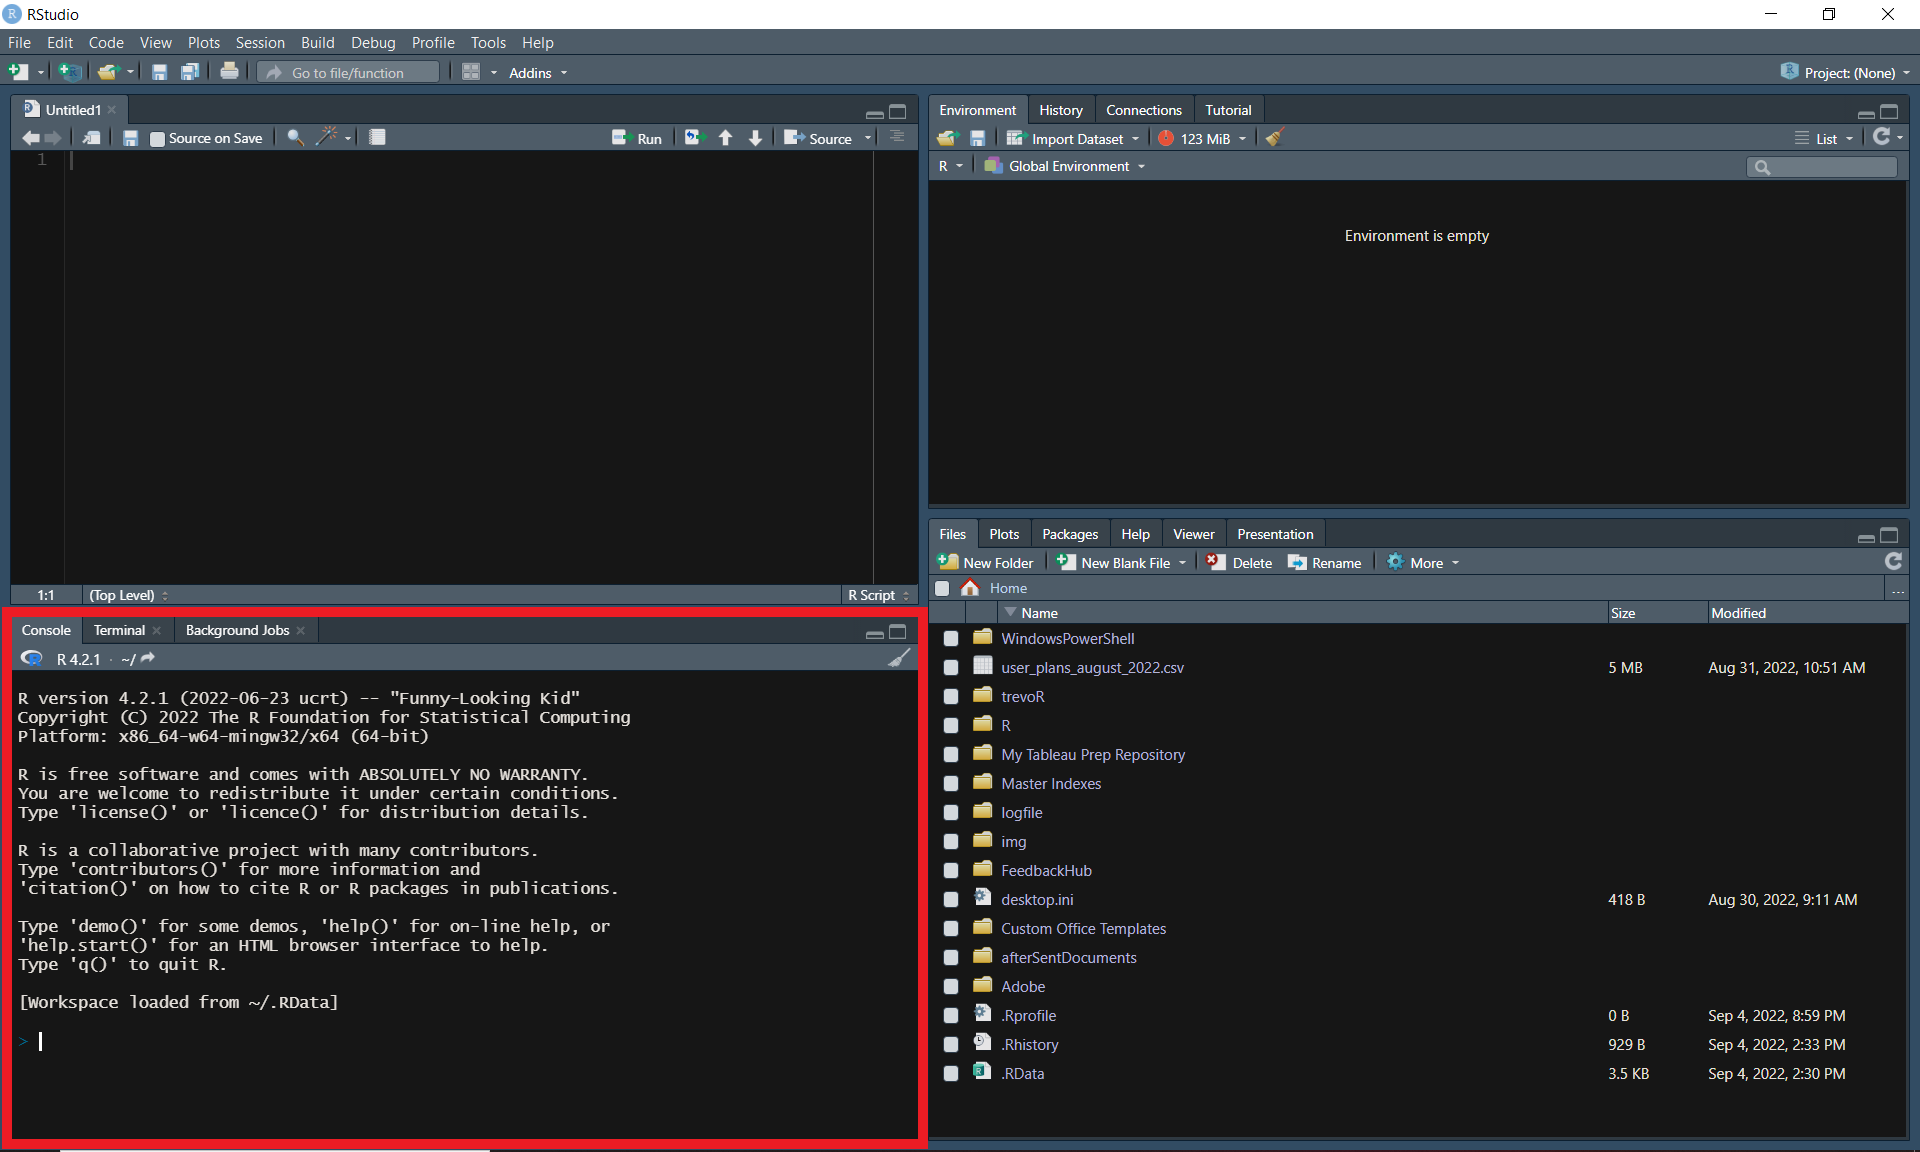 RStudio
File Edit Code View Plots Session Build Debug Profile Tools Help
Go to file/function Addins Project: (None)
Untitled1
Source on Save Run Source
1
1:1 (Top Level) R Script
Console Terminal Background Jobs
R 4.2.1 · ~/
R version 4.2.1 (2022-06-23 ucrt) -- "Funny-Looking Kid"
Copyright (C) 2022 The R Foundation for Statistical Computing
Platform: x86_64-w64-mingw32/x64 (64-bit)
R is free software and comes with ABSOLUTELY NO WARRANTY.
You are welcome to redistribute it under certain conditions.
Type 'license()' or 'licence()' for distribution details.
R is a collaborative project with many contributors.
Type 'contributors()' for more information and
'citation()' on how to cite R or R packages in publications.
Type 'demo()' for some demos, 'help()' for on-line help, or
'help.start()' for an HTML browser interface to help.
Type 'q()' to quit R.
[Workspace loaded from ~/.RData]
>
Environment History Connections Tutorial
Import Dataset 123 MiB List
R Global Environment
Environment is empty
Files Plots Packages Help Viewer Presentation
New Folder New Blank File Delete Rename More
Home ...
Name Size Modified
WindowsPowerShell
user_plans_august_2022.csv 5 MB Aug 31, 2022, 10:51 AM
trevoR
R
My Tableau Prep Repository
Master Indexes
logfile
img
FeedbackHub
desktop.ini 418 B Aug 30, 2022, 9:11 AM
Custom Office Templates
afterSentDocuments
Adobe
.Rprofile 0 B Sep 4, 2022, 8:59 PM
.Rhistory 929 B Sep 4, 2022, 2:33 PM
.RData 3.5 KB Sep 4, 2022, 2:30 PM